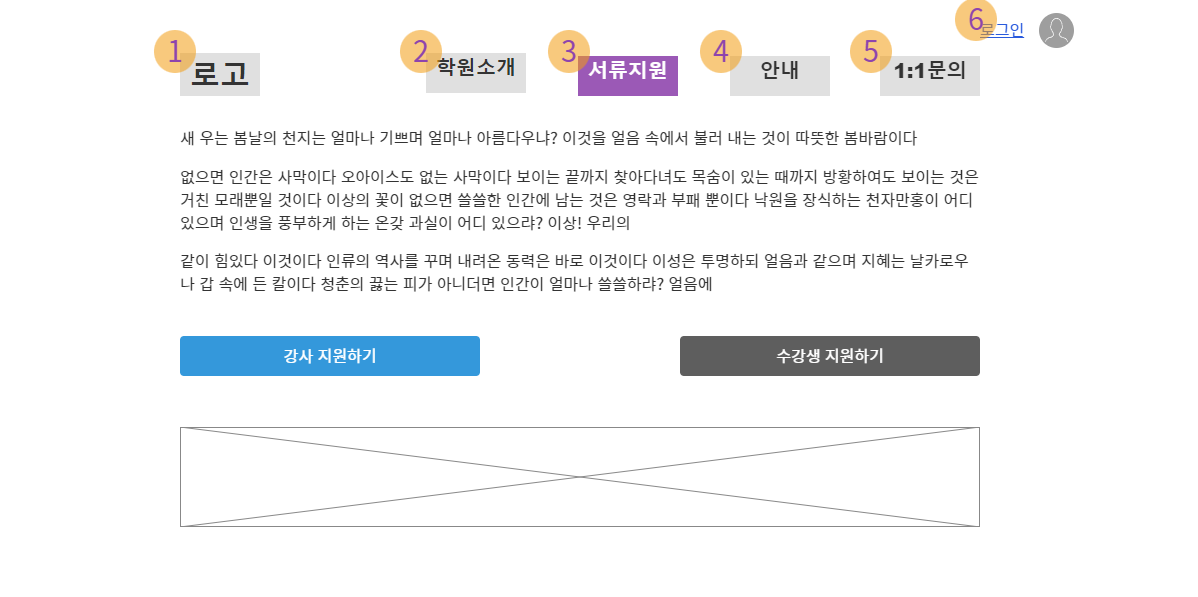 6
로그인
1
로고
2
학원소개
3
서류지원
4
안내
5
1:1문의
새 우는 봄날의 천지는 얼마나 기쁘며 얼마나 아름다우냐? 이것을 얼음 속에서 불러 내는 것이 따뜻한 봄바람이다
없으면 인간은 사막이다 오아이스도 없는 사막이다 보이는 끝까지 찾아다녀도 목숨이 있는 때까지 방황하여도 보이는 것은
거친 모래뿐일 것이다 이상의 꽃이 없으면 쓸쓸한 인간에 남는 것은 영락과 부패 뿐이다 낙원을 장식하는 천자만홍이 어디
있으며 인생을 풍부하게 하는 온갖 과실이 어디 있으랴? 이상! 우리의
같이 힘있다 이것이다 인류의 역사를 꾸며 내려온 동력은 바로 이것이다 이성은 투명하되 얼음과 같으며 지혜는 날카로우
나 갑 속에 든 칼이다 청춘의 끓는 피가 아니더면 인간이 얼마나 쓸쓸하랴? 얼음에
강사 지원하기
수강생 지원하기